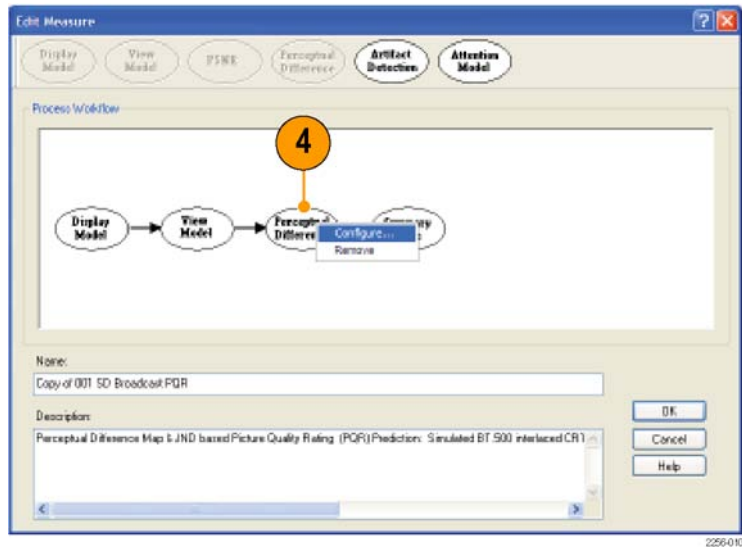 Edit Measure
Display Model
View Model
PSNR
Perceptual Difference
Artifact Detection
Attention Model
Process Workflow
4
Display Model
View Model
Configure...
Remove
Name:
Copy of 001 SD Broadcast PQR
Description:
Perceptual Difference Map & JND based Picture Quality Rating (PQR) Prediction: Simulated BT.500 interlaced CRT
OK
Cancel
Help
2256-010